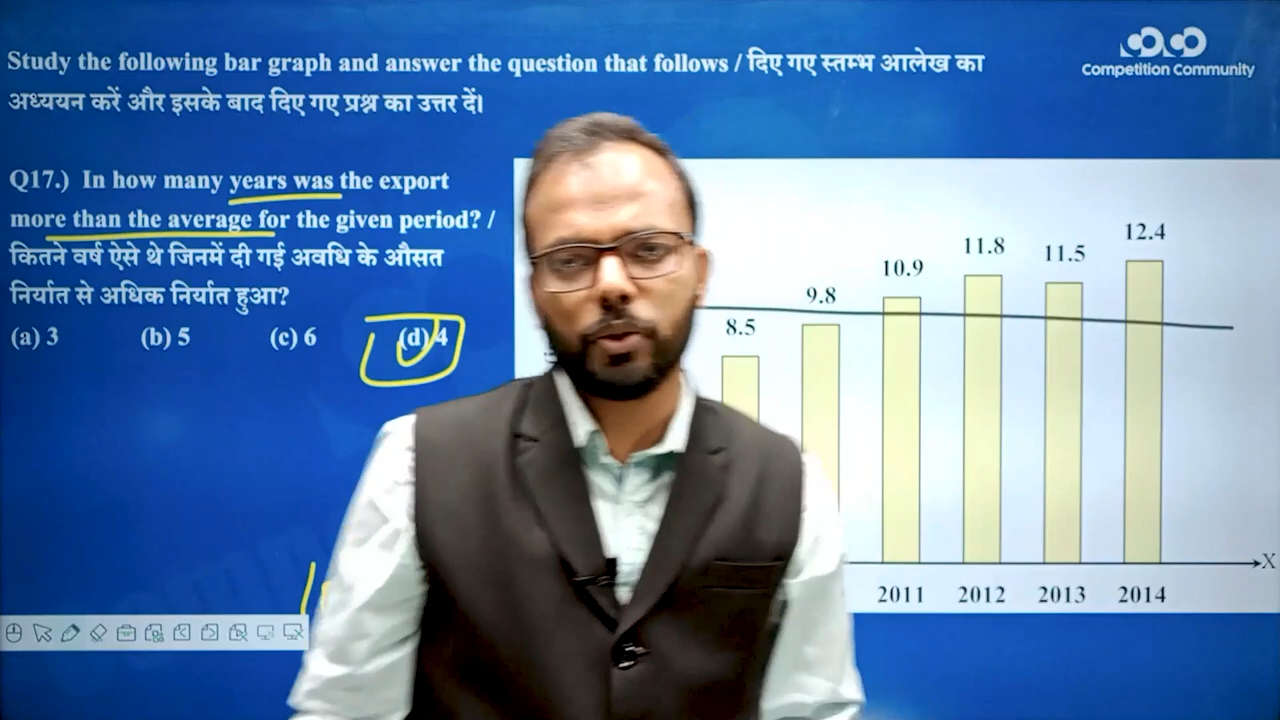 Competition Community
Study the following bar graph and answer the question that follows / दिए गए स्तम्भ आलेख का
अध्ययन करें और इसके बाद दिए गए प्रश्न का उत्तर दें।
Q17.) In how many years was the export
more than the average for the given period? /
कितने वर्ष ऐसे थे जिनमें दी गई अवधि के औसत
निर्यात से अधिक निर्यात हुआ?
(a) 3 (b) 5 (c) 6 (d) 4
8.5 9.8 10.9 11.8 11.5 12.4
X
2011 2012 2013 2014